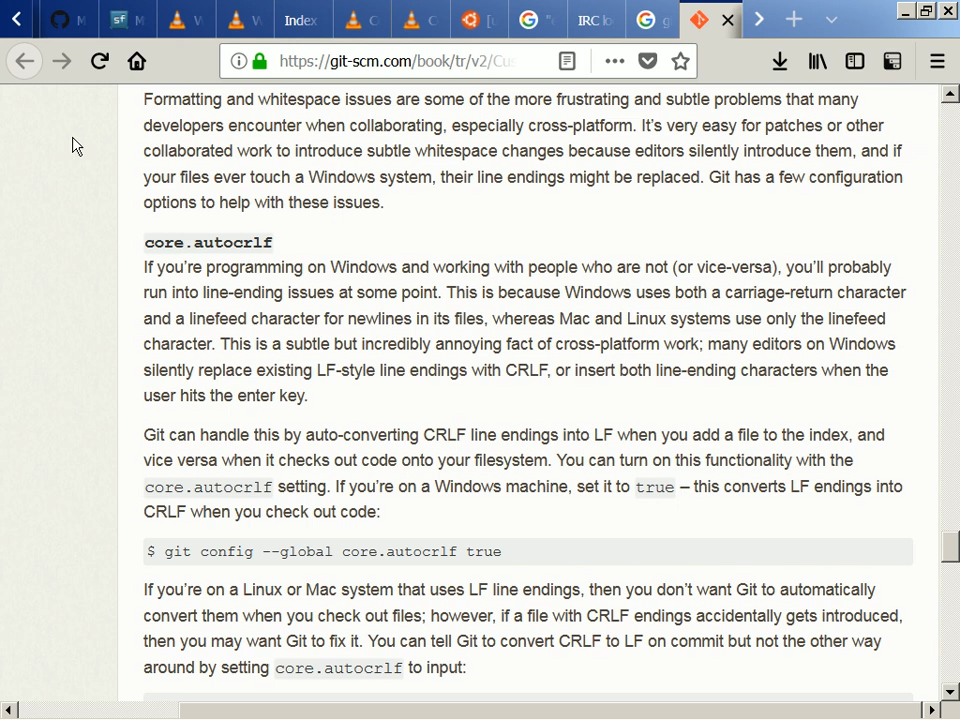 M
sf M
V
V
Index
C
C
[u
"e
IRC lo
g
https://git-scm.com/book/tr/v2/Cus
Formatting and whitespace issues are some of the more frustrating and subtle problems that many
developers encounter when collaborating, especially cross-platform. It's very easy for patches or other
collaborated work to introduce subtle whitespace changes because editors silently introduce them, and if
your files ever touch a Windows system, their line endings might be replaced. Git has a few configuration
options to help with these issues.
core.autocrlf
If you're programming on Windows and working with people who are not (or vice-versa), you'll probably
run into line-ending issues at some point. This is because Windows uses both a carriage-return character
and a linefeed character for newlines in its files, whereas Mac and Linux systems use only the linefeed
character. This is a subtle but incredibly annoying fact of cross-platform work; many editors on Windows
silently replace existing LF-style line endings with CRLF, or insert both line-ending characters when the
user hits the enter key.
Git can handle this by auto-converting CRLF line endings into LF when you add a file to the index, and
vice versa when it checks out code onto your filesystem. You can turn on this functionality with the
core.autocrlf setting. If you're on a Windows machine, set it to true – this converts LF endings into
CRLF when you check out code:
$ git config --global core.autocrlf true
If you're on a Linux or Mac system that uses LF line endings, then you don't want Git to automatically
convert them when you check out files; however, if a file with CRLF endings accidentally gets introduced,
then you may want Git to fix it. You can tell Git to convert CRLF to LF on commit but not the other way
around by setting core.autocrlf to input: